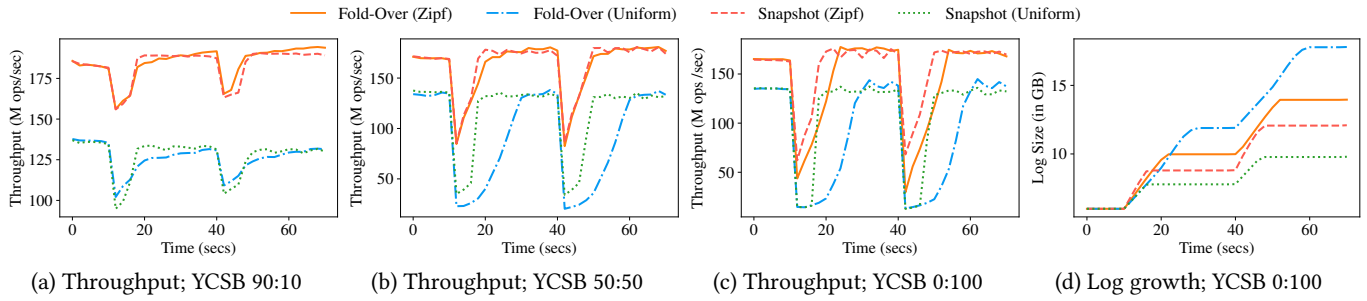 Fold-Over (Zipf) Fold-Over (Uniform) Snapshot (Zipf) Snapshot (Uniform)
Throughput (M ops/sec)
175
150
125
100
0 20 40 60
Time (secs)
(a) Throughput; YCSB 90:10
Throughput (M ops/sec)
150
100
50
0 20 40 60
Time (secs)
(b) Throughput; YCSB 50:50
Throughput (M ops/sec)
150
100
50
0 20 40 60
Time (secs)
(c) Throughput; YCSB 0:100
Log Size (in GB)
15
10
0 20 40 60
Time (secs)
(d) Log growth; YCSB 0:100